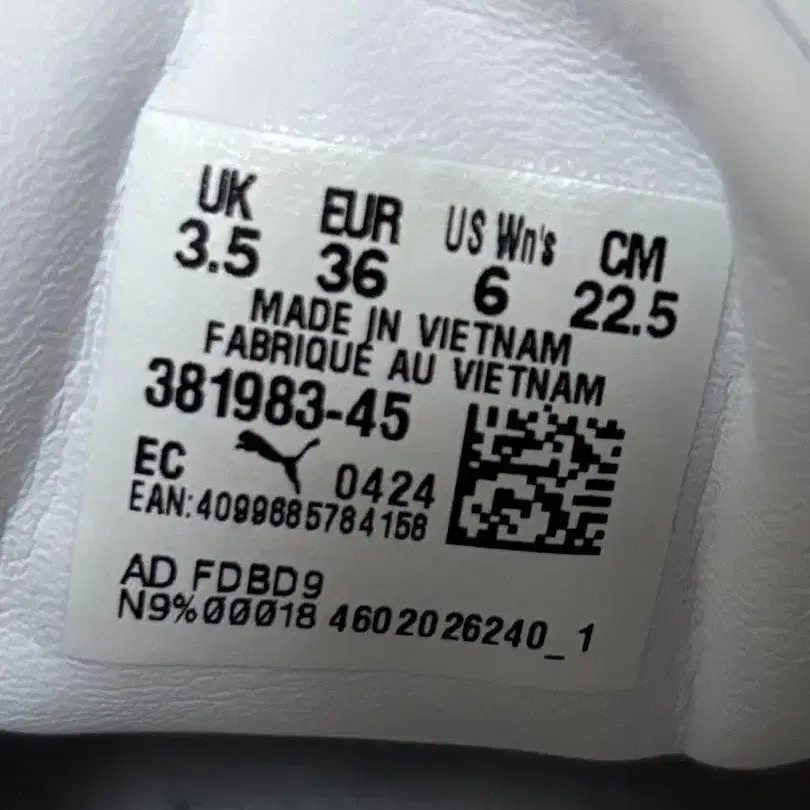 UK EUR US Wn's CM
3.5 36 6 22.5
MADE IN VIETNAM
FABRIQUÉ AU VIETNAM
381983-45
EC 0424
EAN:4099685784158
AD FDBD9
N9%00018 4602026240_1